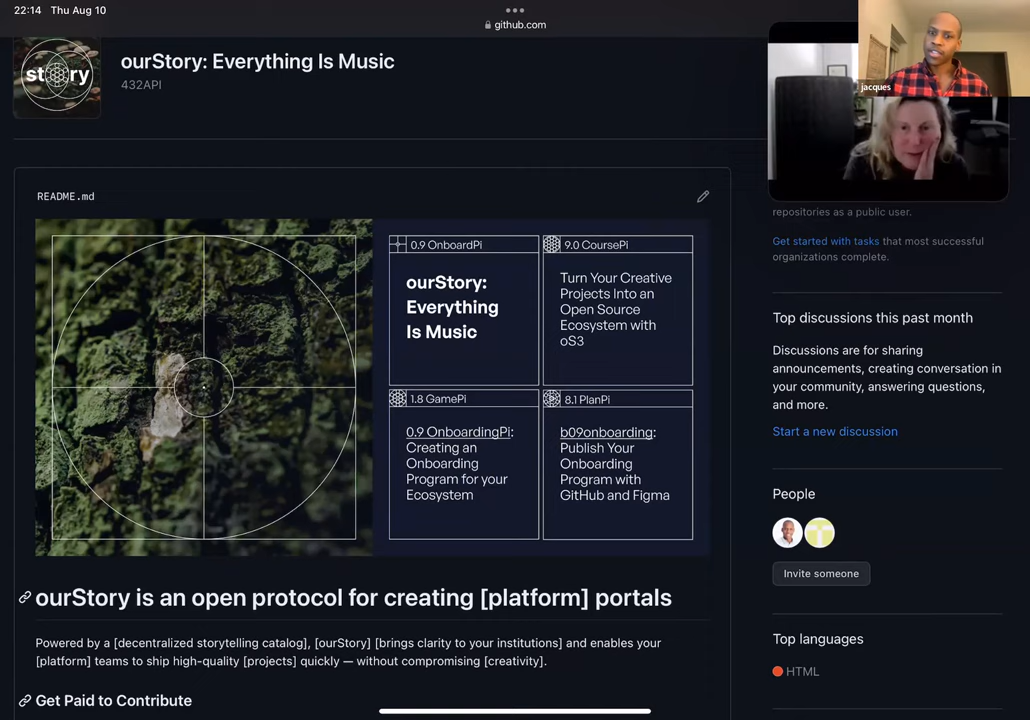 22:14 Thu Aug 10
github.com
story
ourStory: Everything Is Music
432API
jacques
README.md
0.9 OnboardPi
ourStory:
Everything
Is Music
9.0 CoursePi
Turn Your Creative
Projects Into an
Open Source
Ecosystem with
oS3
1.8 GamePi
0.9 OnboardingPi:
Creating an
Onboarding
Program for your
Ecosystem
8.1 PlanPi
b09onboarding:
Publish Your
Onboarding
Program with
GitHub and Figma
ourStory is an open protocol for creating [platform] portals
Powered by a [decentralized storytelling catalog], [ourStory] [brings clarity to your institutions] and enables your
[platform] teams to ship high-quality [projects] quickly — without compromising [creativity].
Get Paid to Contribute
repositories as a public user.
Get started with tasks that most successful
organizations complete.
Top discussions this past month
Discussions are for sharing
announcements, creating conversation in
your community, answering questions,
and more.
Start a new discussion
People
Invite someone
Top languages
HTML